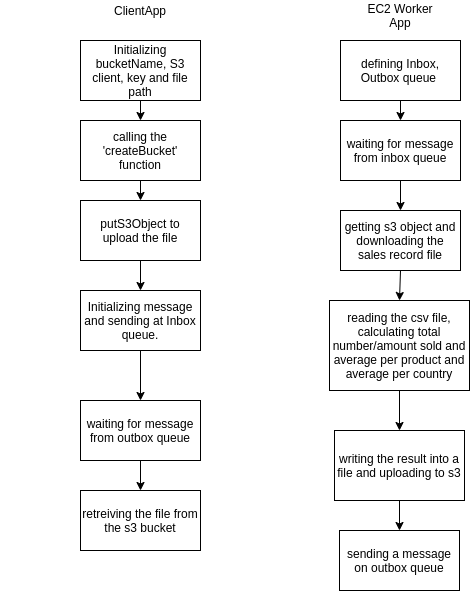 ClientApp
Initializing
bucketName, S3
client, key and file
path
calling the
'createBucket'
function
putS3Object to
upload the file
Initializing message
and sending at Inbox
queue.
waiting for message
from outbox queue
retreiving the file from
the s3 bucket
EC2 Worker
App
defining Inbox,
Outbox queue
waiting for message
from inbox queue
getting s3 object and
downloading the
sales record file
reading the csv file,
calculating total
number/amount sold and
average per product and
average per country
writing the result into a
file and uploading to s3
sending a message
on outbox queue